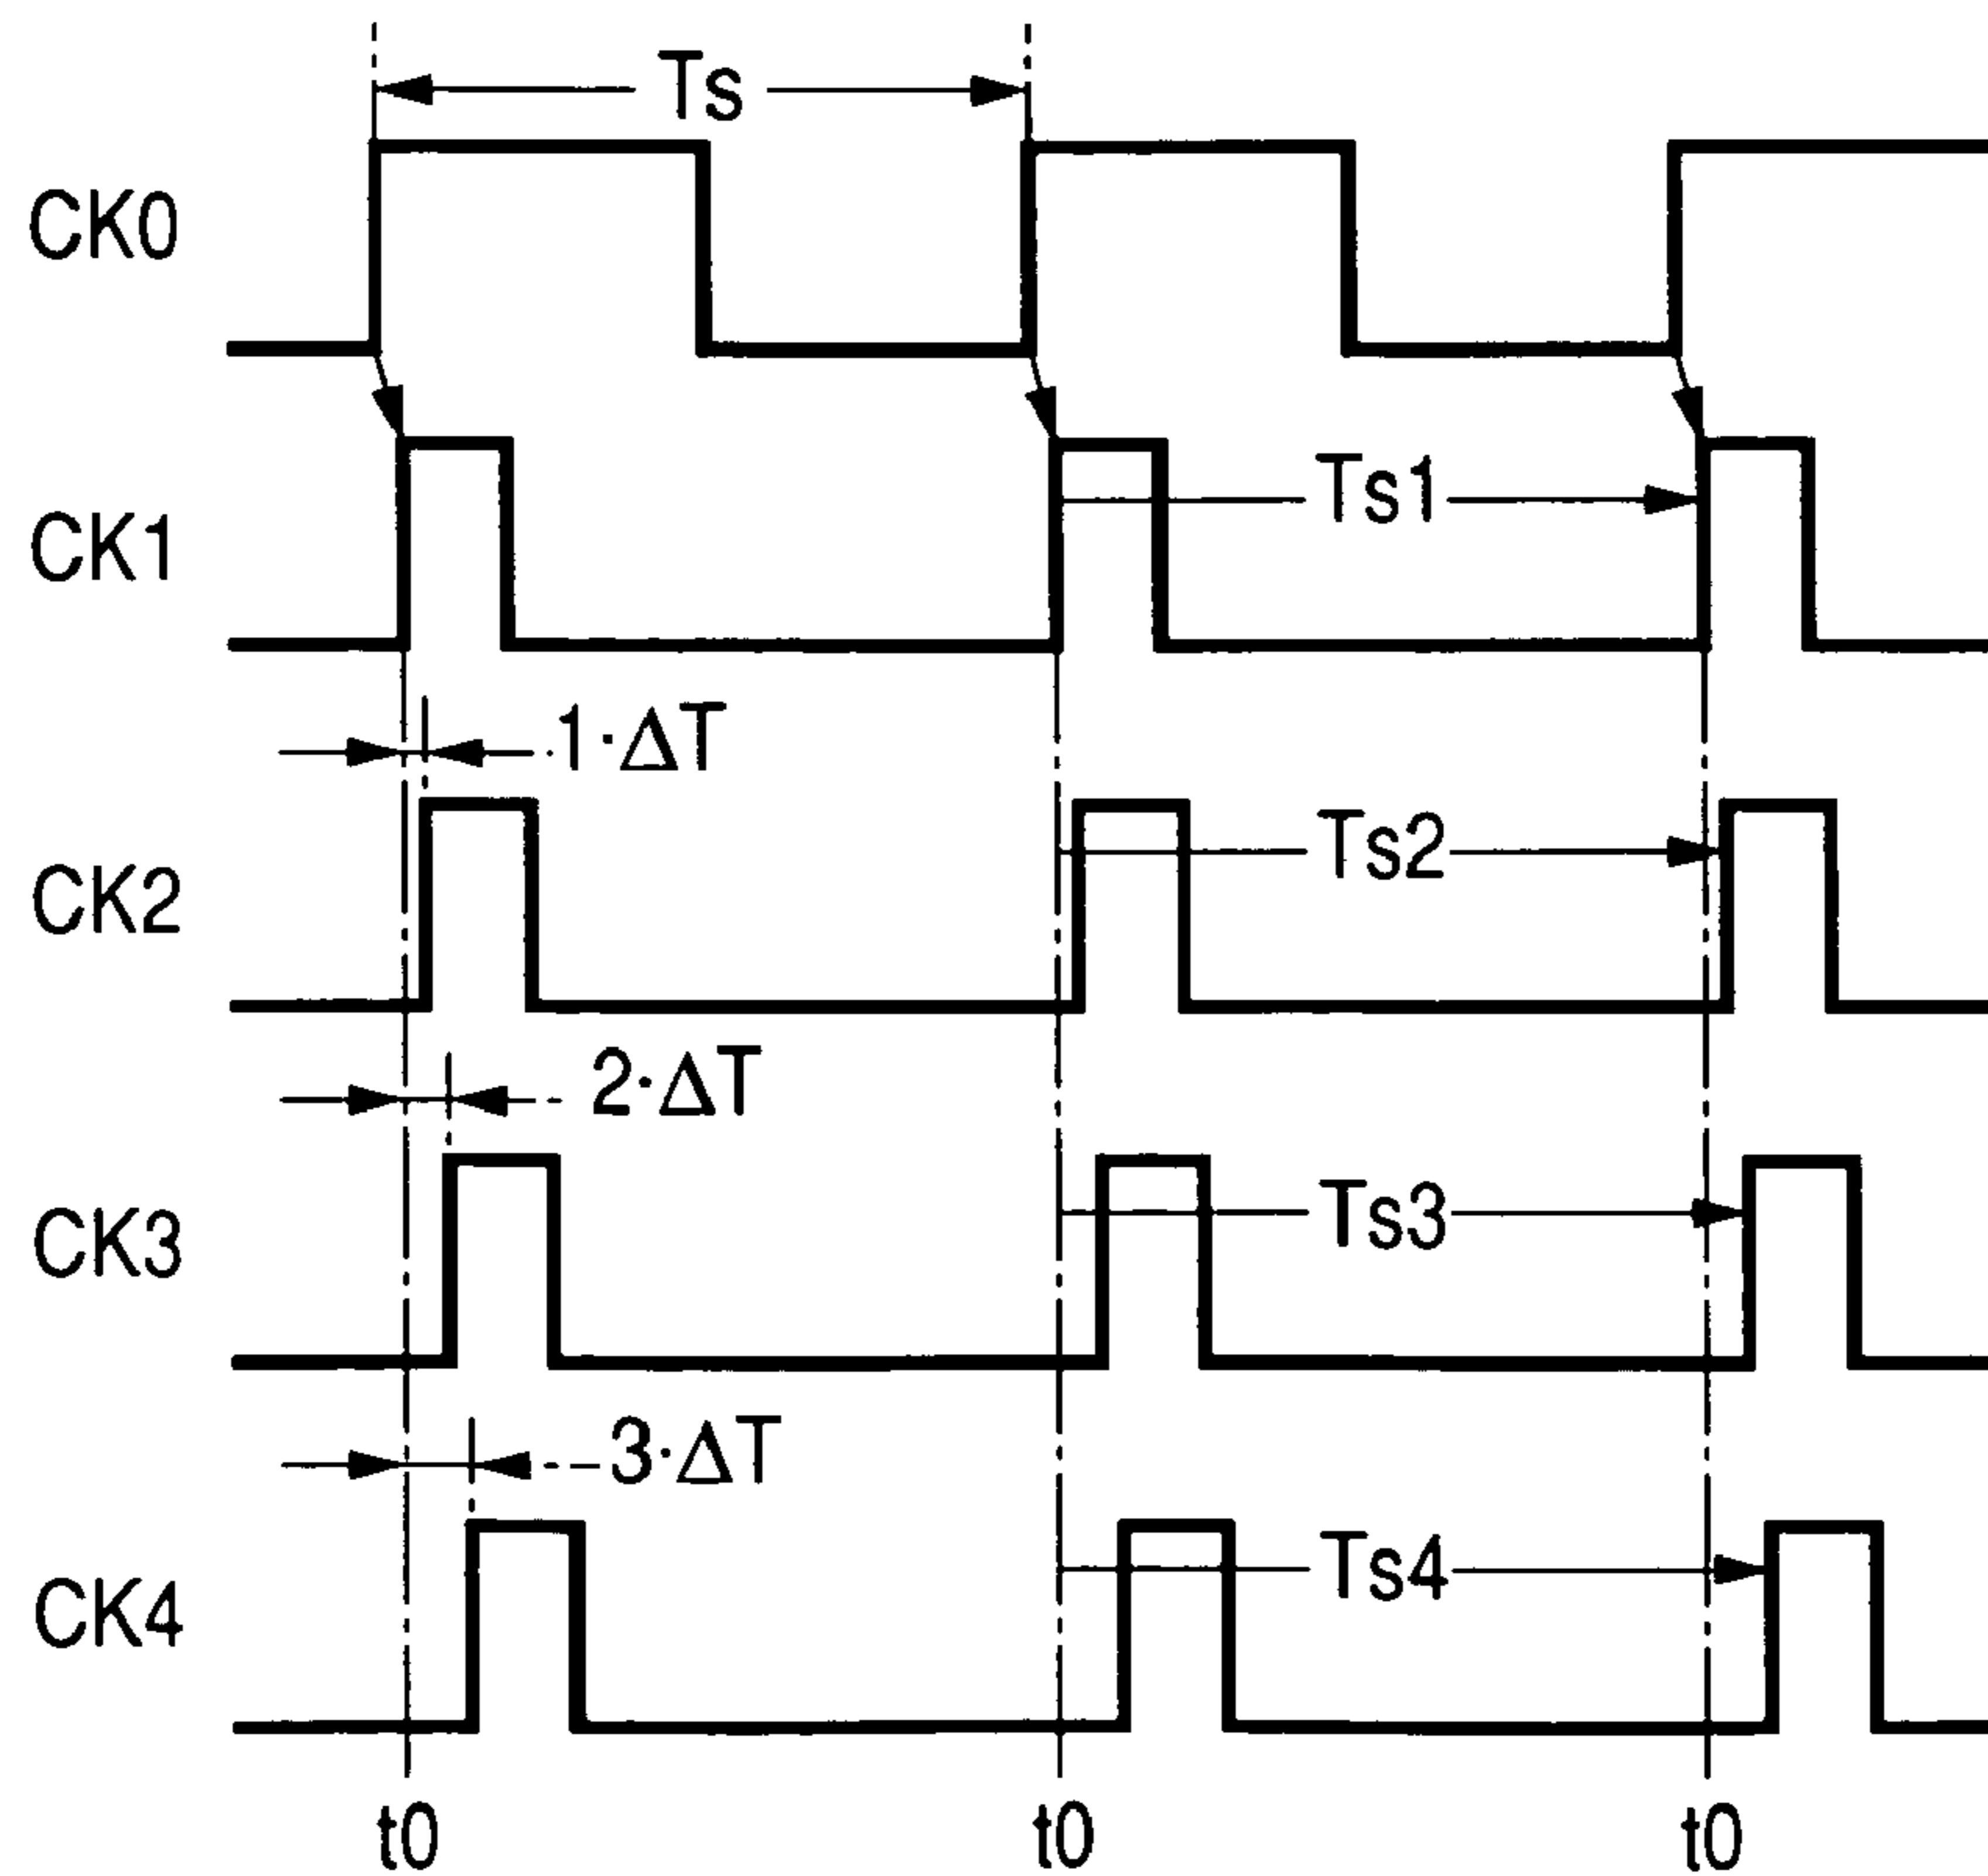 Ts
CK0
CK1
Ts1
1·ΔT
CK2
Ts2
2·ΔT
CK3
Ts3
3·ΔT
CK4
Ts4
t0 t0 t0